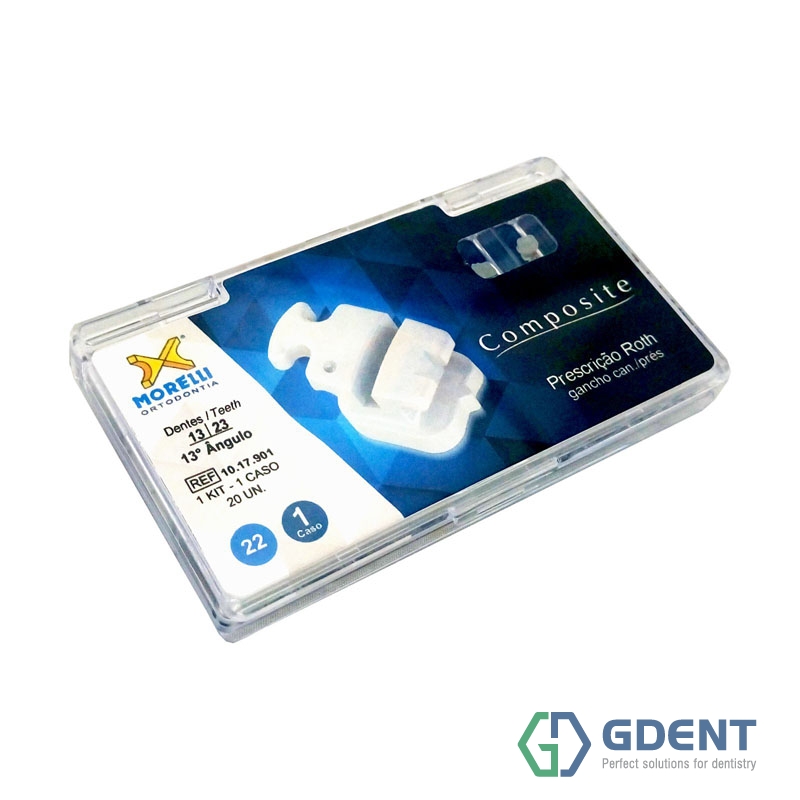 MORELLI
ORTODONTIA
Dentes / Teeth
13|23
13º Ângulo
REF 10.17.901
1 KIT - 1 CASO
20 UN.
22
1
Caso
Composite
Prescrição Roth
gancho can./prés
GDENT
Perfect solutions for dentistry